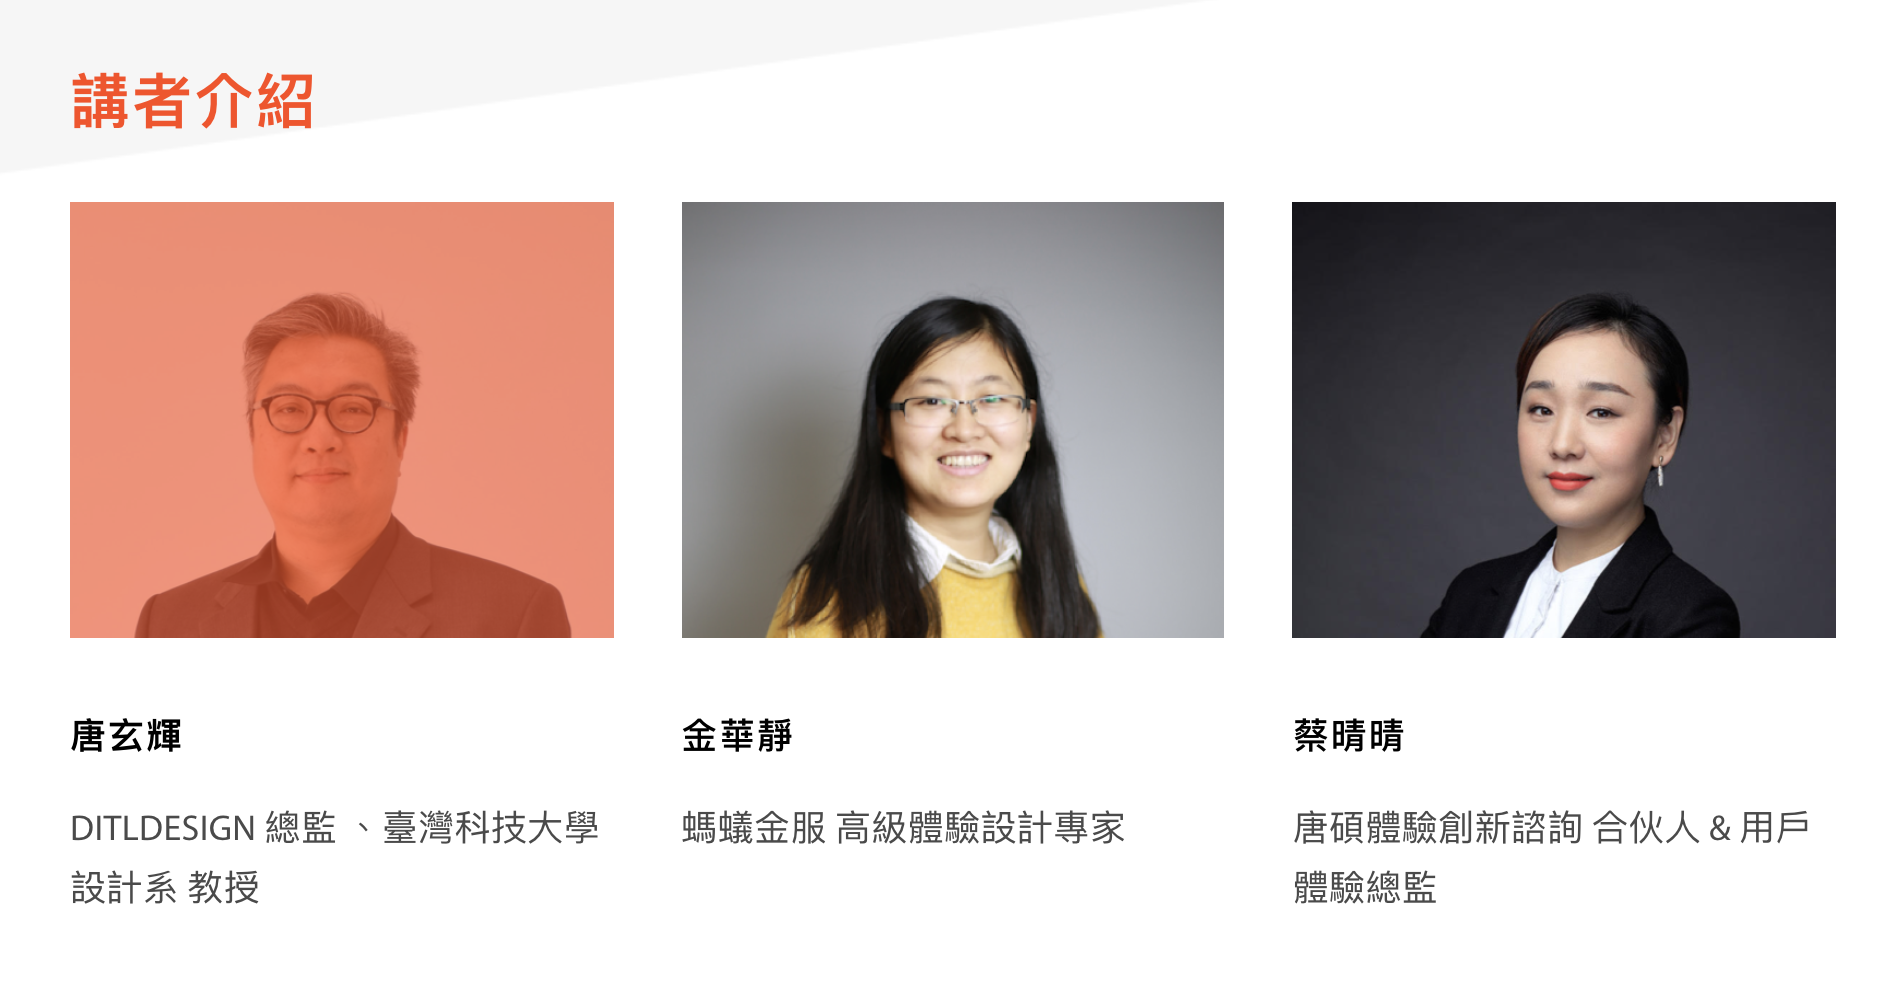 講者介紹
唐玄輝
DITLDESIGN 總監 、臺灣科技大學
設計系 教授
金華靜
螞蟻金服 高級體驗設計專家
蔡晴晴
唐碩體驗創新諮詢 合伙人 & 用戶
體驗總監